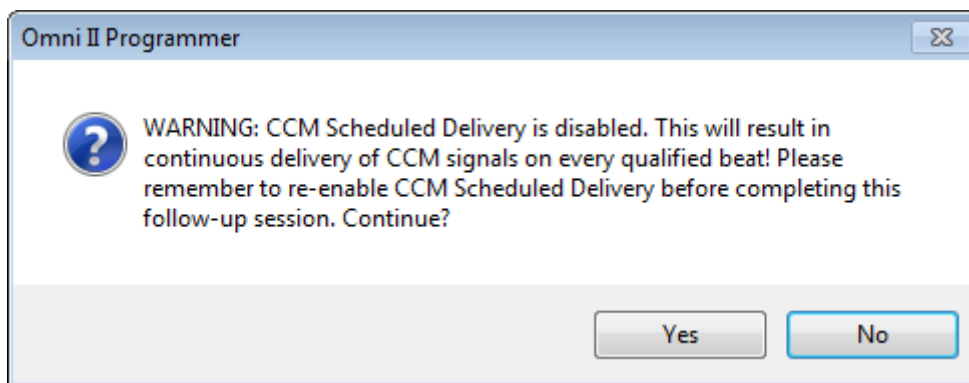 Omni II Programmer
WARNING: CCM Scheduled Delivery is disabled. This will result in
continuous delivery of CCM signals on every qualified beat! Please
remember to re-enable CCM Scheduled Delivery before completing this
follow-up session. Continue?
Yes
No